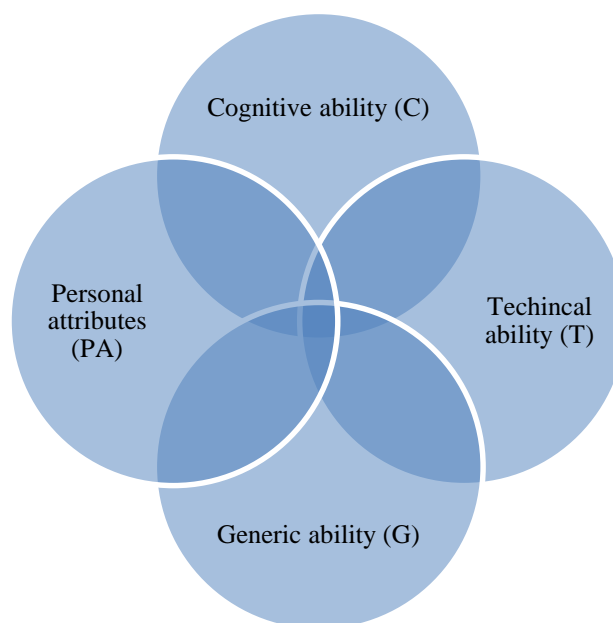 Cognitive ability (C)
Personal
attributes
(PA)
Techincal
ability (T)
Generic ability (G)